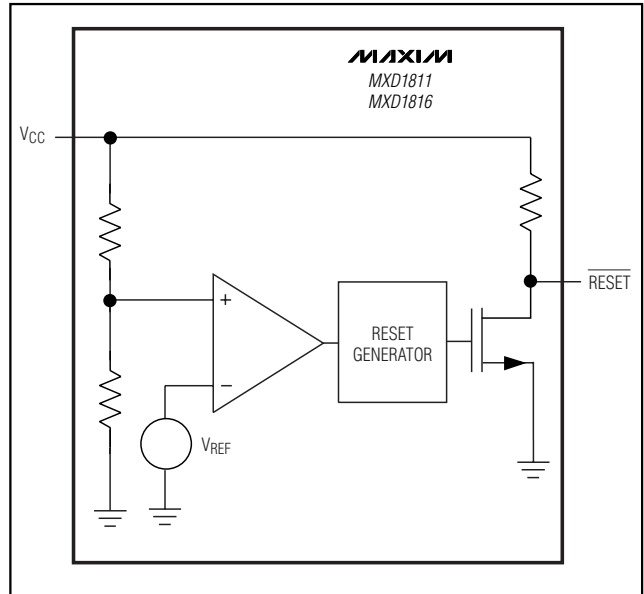 MAXIM
MXD1811
MXD1816
VCC
+
RESET
RESET
GENERATOR
−
VREF